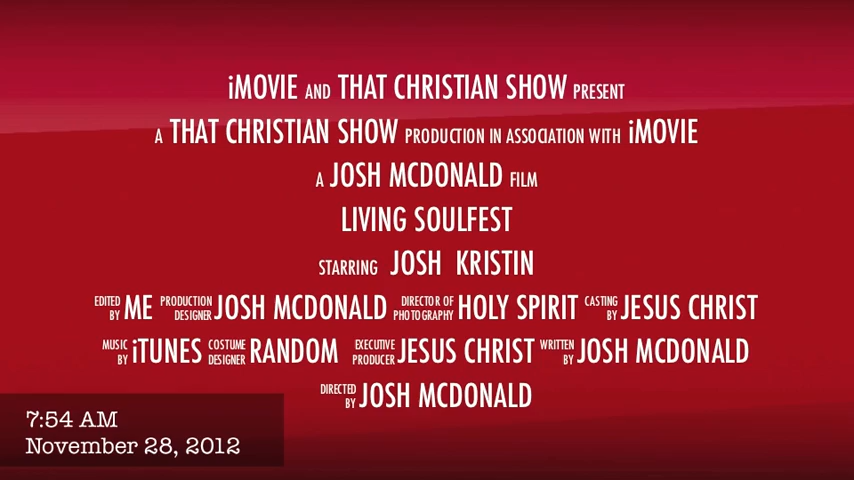 iMOVIE AND THAT CHRISTIAN SHOW PRESENT
A THAT CHRISTIAN SHOW PRODUCTION IN ASSOCIATION WITH iMOVIE
A JOSH MCDONALD FILM
LIVING SOULFEST
STARRING JOSH KRISTIN
EDITED BY ME PRODUCTION DESIGNER JOSH MCDONALD DIRECTOR OF PHOTOGRAPHY HOLY SPIRIT CASTING BY JESUS CHRIST
MUSIC BY iTUNES COSTUME DESIGNER RANDOM EXECUTIVE PRODUCER JESUS CHRIST WRITTEN BY JOSH MCDONALD
DIRECTED BY JOSH MCDONALD
7:54 AM
November 28, 2012